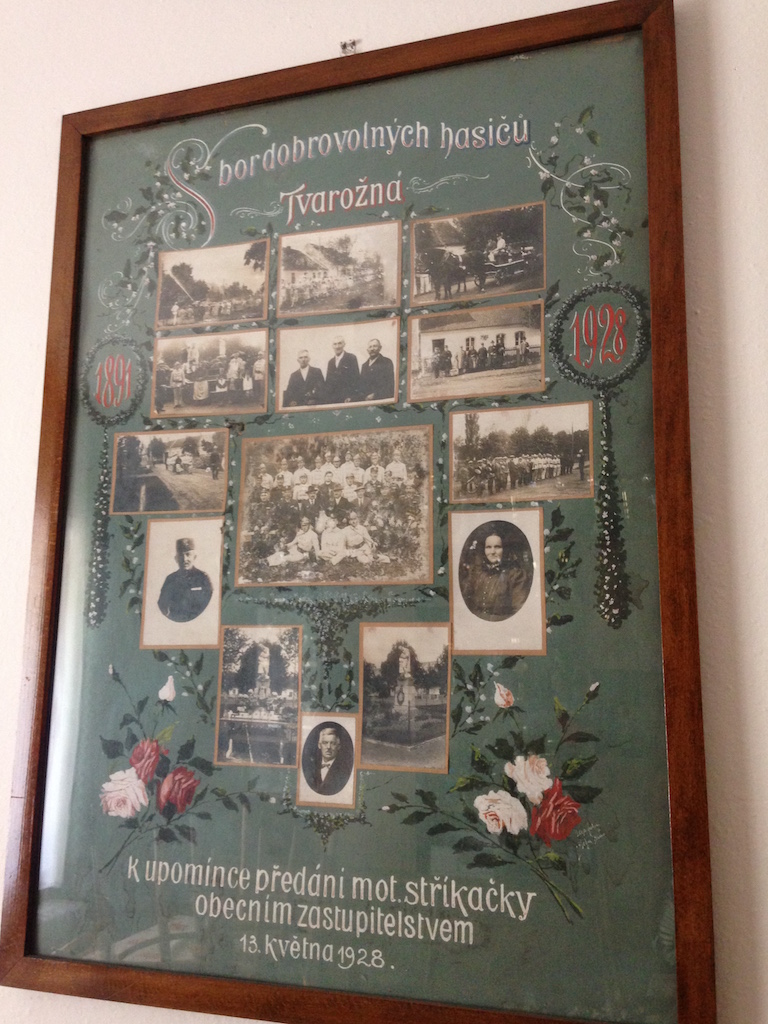 Sbor dobrovolných hasičů
Tvarožná
1891
1928
K upomínce předání mot. stříkačky
obecním zastupitelstvem
13. května 1928.